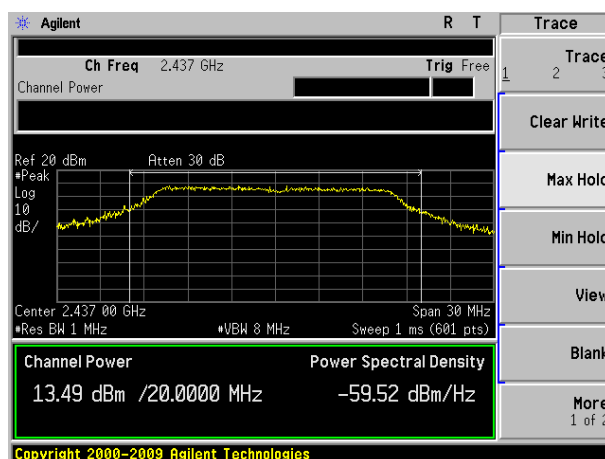 Agilent R T Trace
Ch Freq 2.437 GHz Trig Free
Channel Power
Trace
1 2 3
Clear Write
Max Hold
Min Hold
View
Blank
More
1 of 2
Ref 20 dBm Atten 30 dB
#Peak
Log
10
dB/
Center 2.437 00 GHz Span 30 MHz
#Res BW 1 MHz #VBW 8 MHz Sweep 1 ms (601 pts)
Channel Power Power Spectral Density
13.49 dBm /20.0000 MHz -59.52 dBm/Hz
Copyright 2000-2009 Agilent Technologies